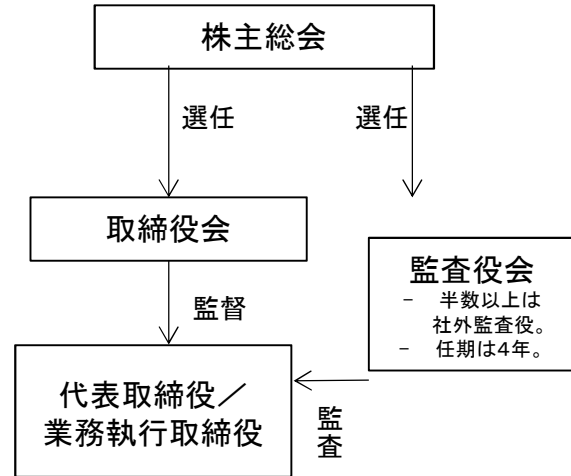 株主総会
選任
選任
取締役会
監督
監査役会
- 半数以上は
社外監査役。
- 任期は4年。
代表取締役／
業務執行取締役
監査